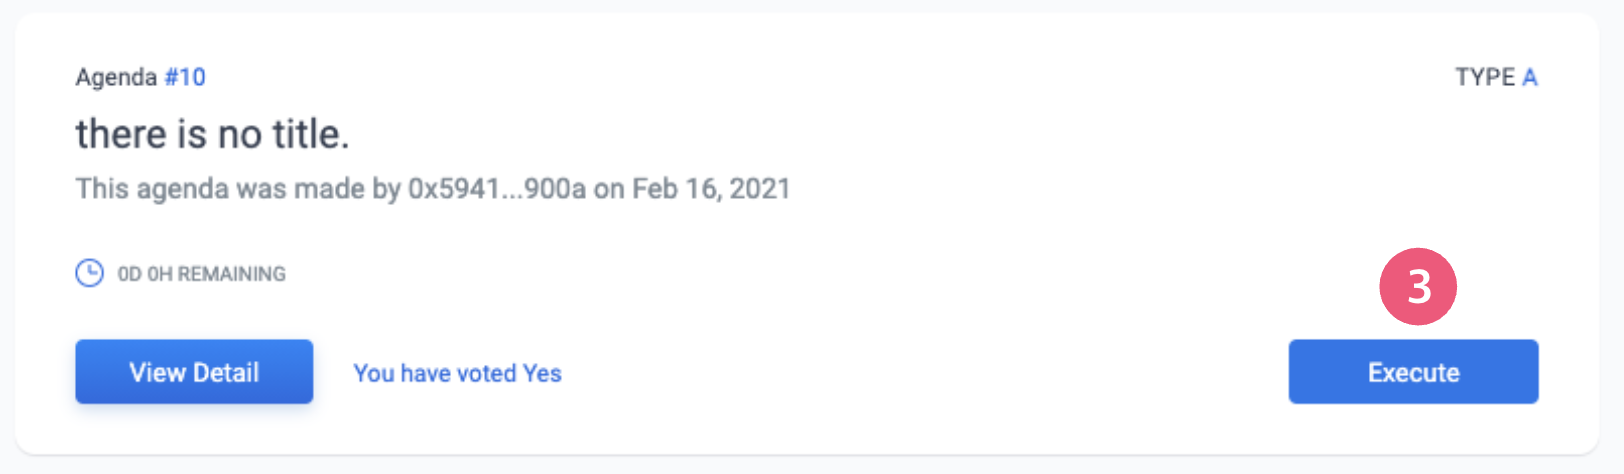 Agenda #10
TYPE A
there is no title.
This agenda was made by 0x5941...900a on Feb 16, 2021
0D 0H REMAINING
3
View Detail
You have voted Yes
Execute